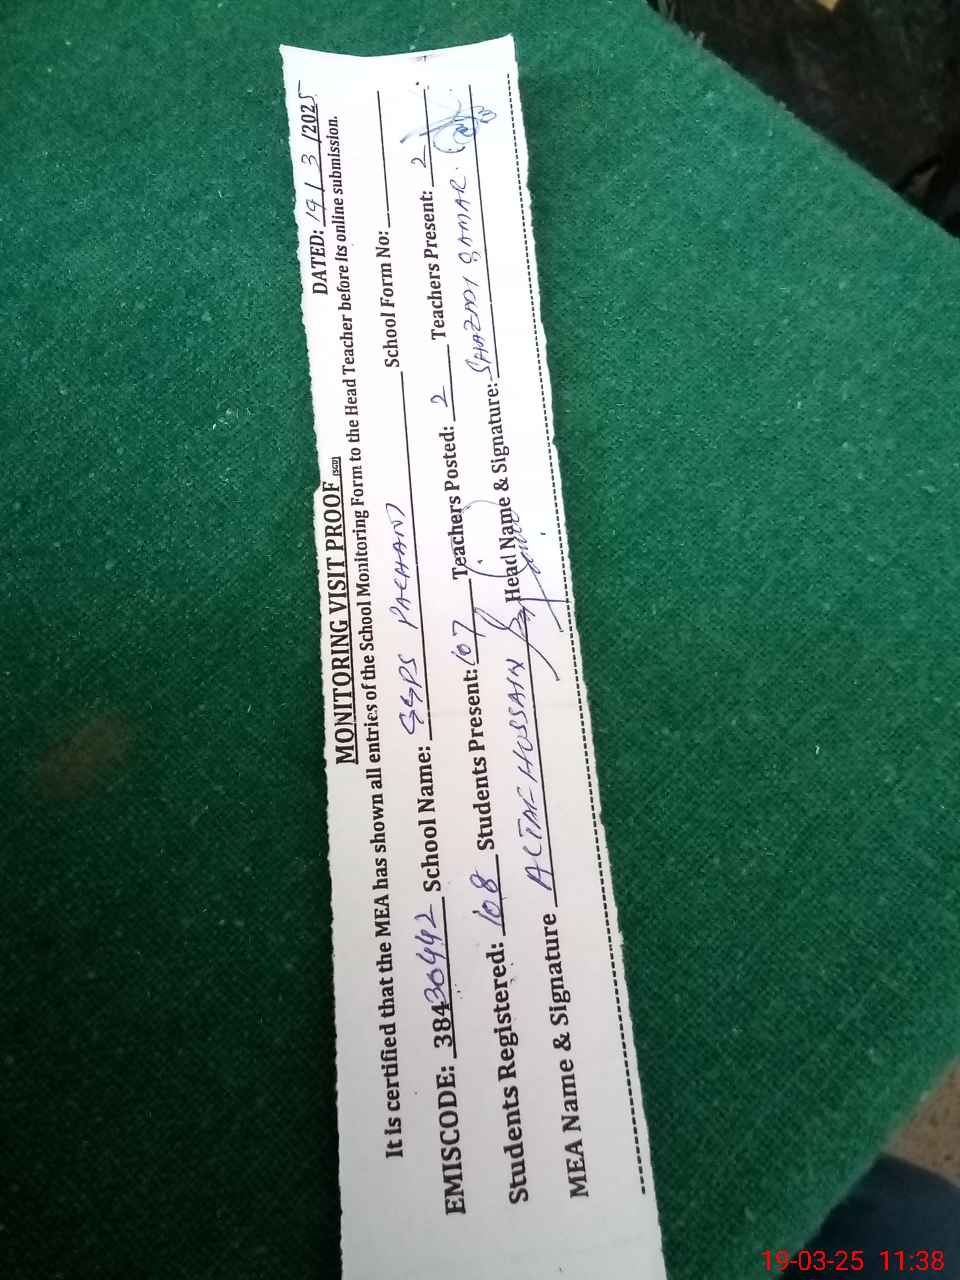 DATED: 19/3/2025
MONITORING VISIT PROOF (SCD)
It is certified that the MEA has shown all entries of the School Monitoring Form to the Head Teacher before its online submission.
EMISCODE: 38430442 School Name: GGPS PACHAND School Form No:
Students Registered: 108 Students Present: 107 Teachers Posted: 2 Teachers Present: 2
MEA Name & Signature ALTAF HUSSAIN Head Name & Signature: SHAZADI SAMAR
19-03-25 11:38